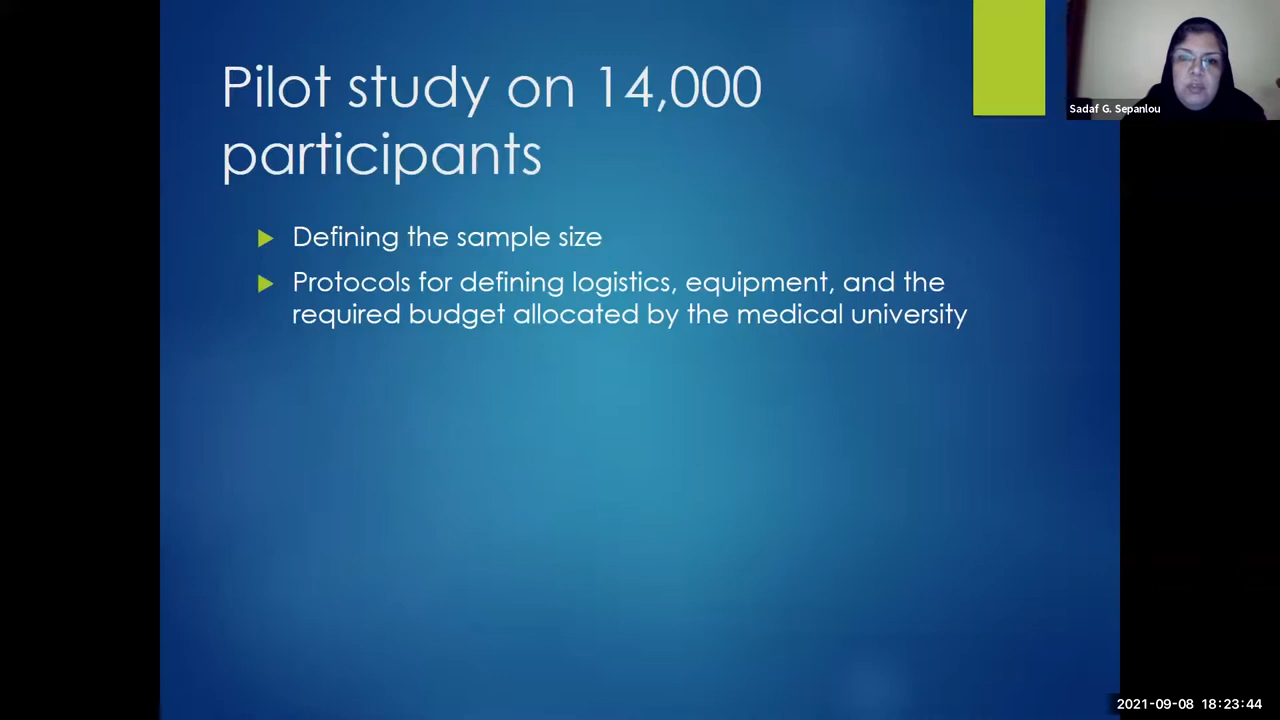 Pilot study on 14,000
participants
Defining the sample size
Protocols for defining logistics, equipment, and the
required budget allocated by the medical university
Sadaf G. Sepanlou
2021-09-08 18:23:44